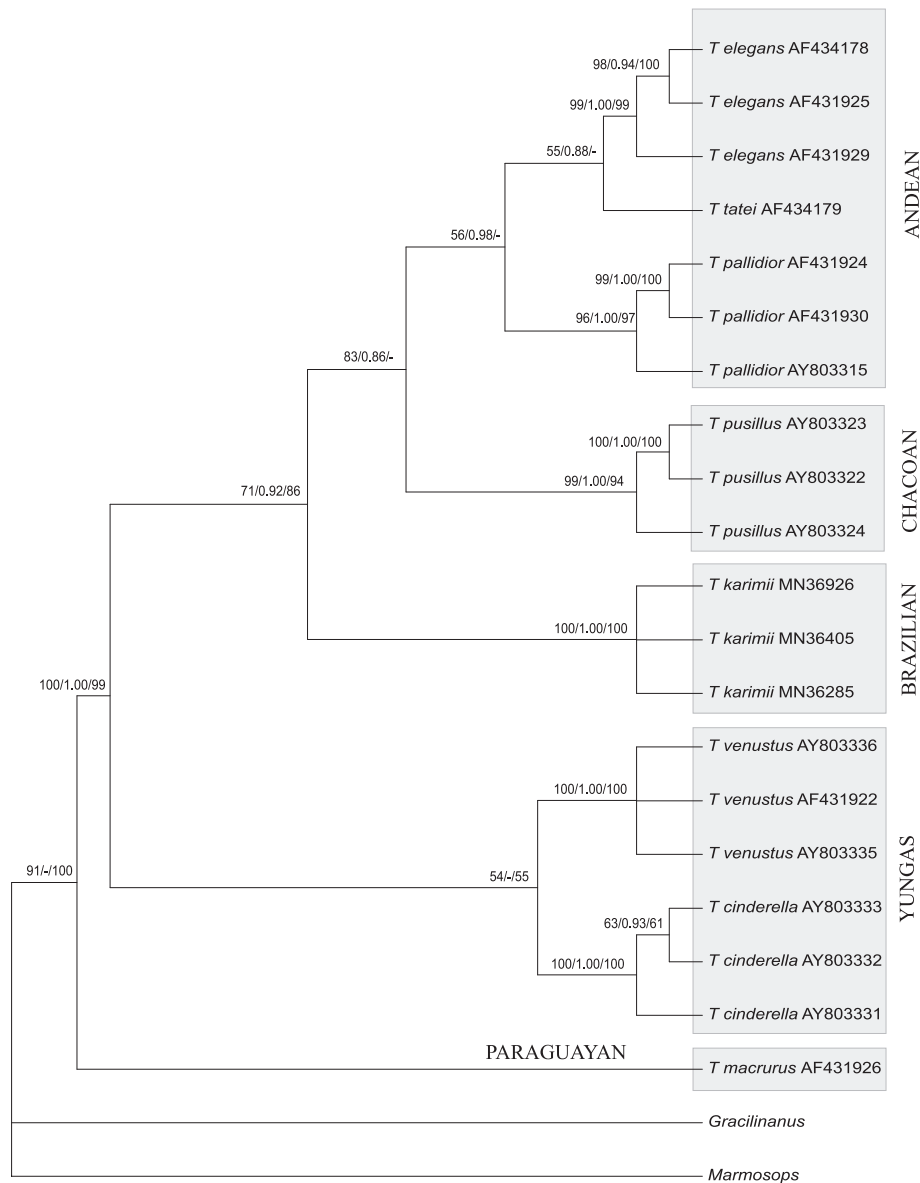 98/0.94/100
T elegans AF434178
T elegans AF431925
99/1.00/99
T elegans AF431929
55/0.88/-
T tatei AF434179
ANDEAN
56/0.98/-
T pallidior AF431924
99/1.00/100
T pallidior AF431930
96/1.00/97
T pallidior AY803315
83/0.86/-
T pusillus AY803323
100/1.00/100
T pusillus AY803322
99/1.00/94
T pusillus AY803324
CHACOAN
71/0.92/86
T karimii MN36926
T karimii MN36405
100/1.00/100
T karimii MN36285
BRAZILIAN
100/1.00/99
T venustus AY803336
T venustus AF431922
100/1.00/100
T venustus AY803335
YUNGAS
91/-/100
54/-/55
T cinderella AY803333
63/0.93/61
T cinderella AY803332
100/1.00/100
T cinderella AY803331
PARAGUAYAN
T macrurus AF431926
Gracilinanus
Marmosops